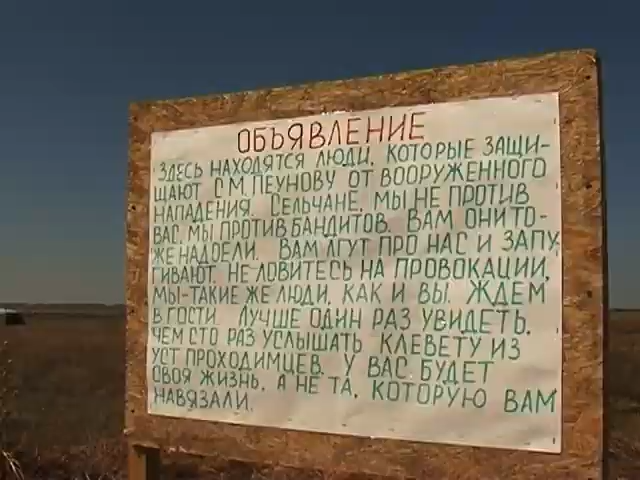 ОБЪЯВЛЕНИЕ
ЗДЕСЬ НАХОДЯТСЯ ЛЮДИ, КОТОРЫЕ ЗАЩИ-
ЩАЮТ С.М. ПЕУНОВУ ОТ ВООРУЖЕННОГО
НАПАДЕНИЯ. СЕЛЬЧАНЕ, МЫ НЕ ПРОТИВ
ВАС, МЫ ПРОТИВ БАНДИТОВ. ВАМ ОНИ ТО-
ЖЕ НАДОЕЛИ. ВАМ ЛГУТ ПРО НАС И ЗАПУ-
ГИВАЮТ. НЕ ЛОВИТЕСЬ НА ПРОВОКАЦИИ,
МЫ-ТАКИЕ ЖЕ ЛЮДИ, КАК И ВЫ. ЖДЕМ
В ГОСТИ. ЛУЧШЕ ОДИН РАЗ УВИДЕТЬ,
ЧЕМ СТО РАЗ УСЛЫШАТЬ КЛЕВЕТУ ИЗ
УСТ ПРОХОДИМЦЕВ. У ВАС БУДЕТ
СВОЯ ЖИЗНЬ, А НЕ ТА, КОТОРУЮ ВАМ
НАВЯЗАЛИ.